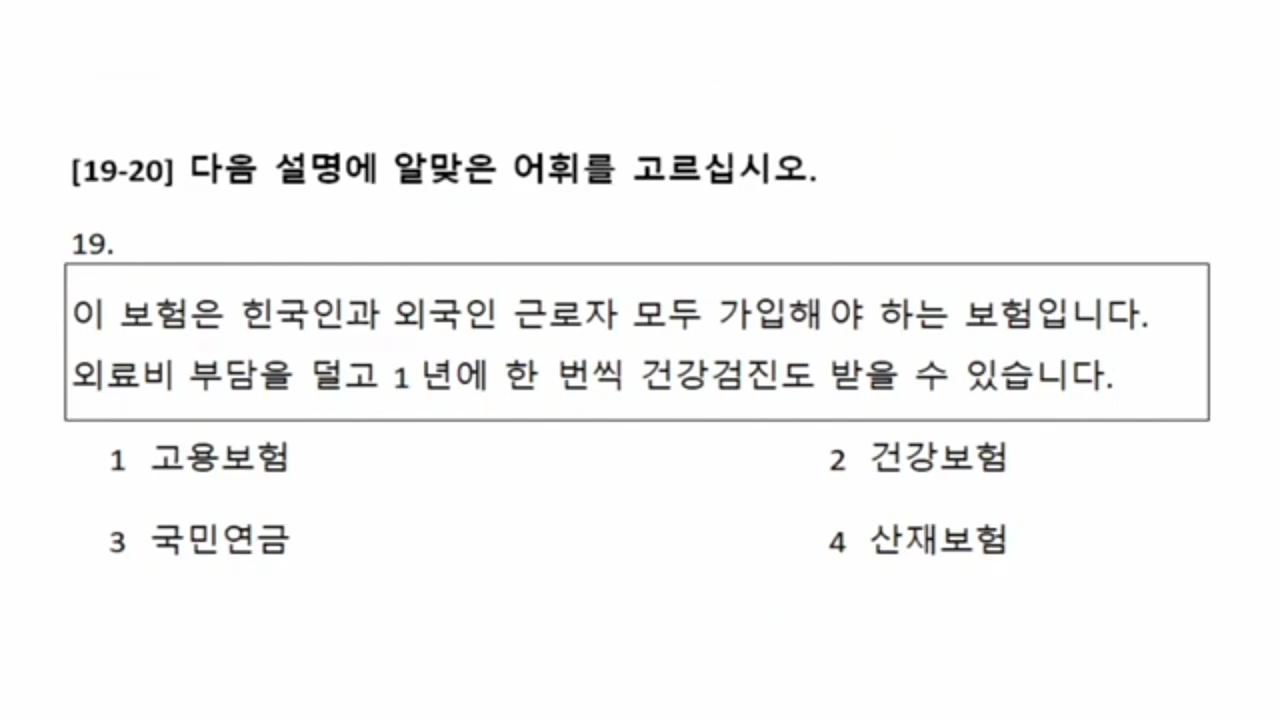 [19-20] 다음 설명에 알맞은 어휘를 고르십시오.
19.
이 보험은 힌국인과 외국인 근로자 모두 가입해야 하는 보험입니다.
외료비 부담을 덜고 1년에 한 번씩 건강검진도 받을 수 있습니다.
1 고용보험 2 건강보험
3 국민연금 4 산재보험